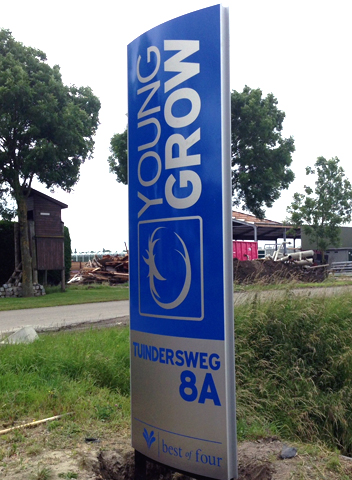 YOUNG
GROW
TUINDERSWEG
8A
best of four